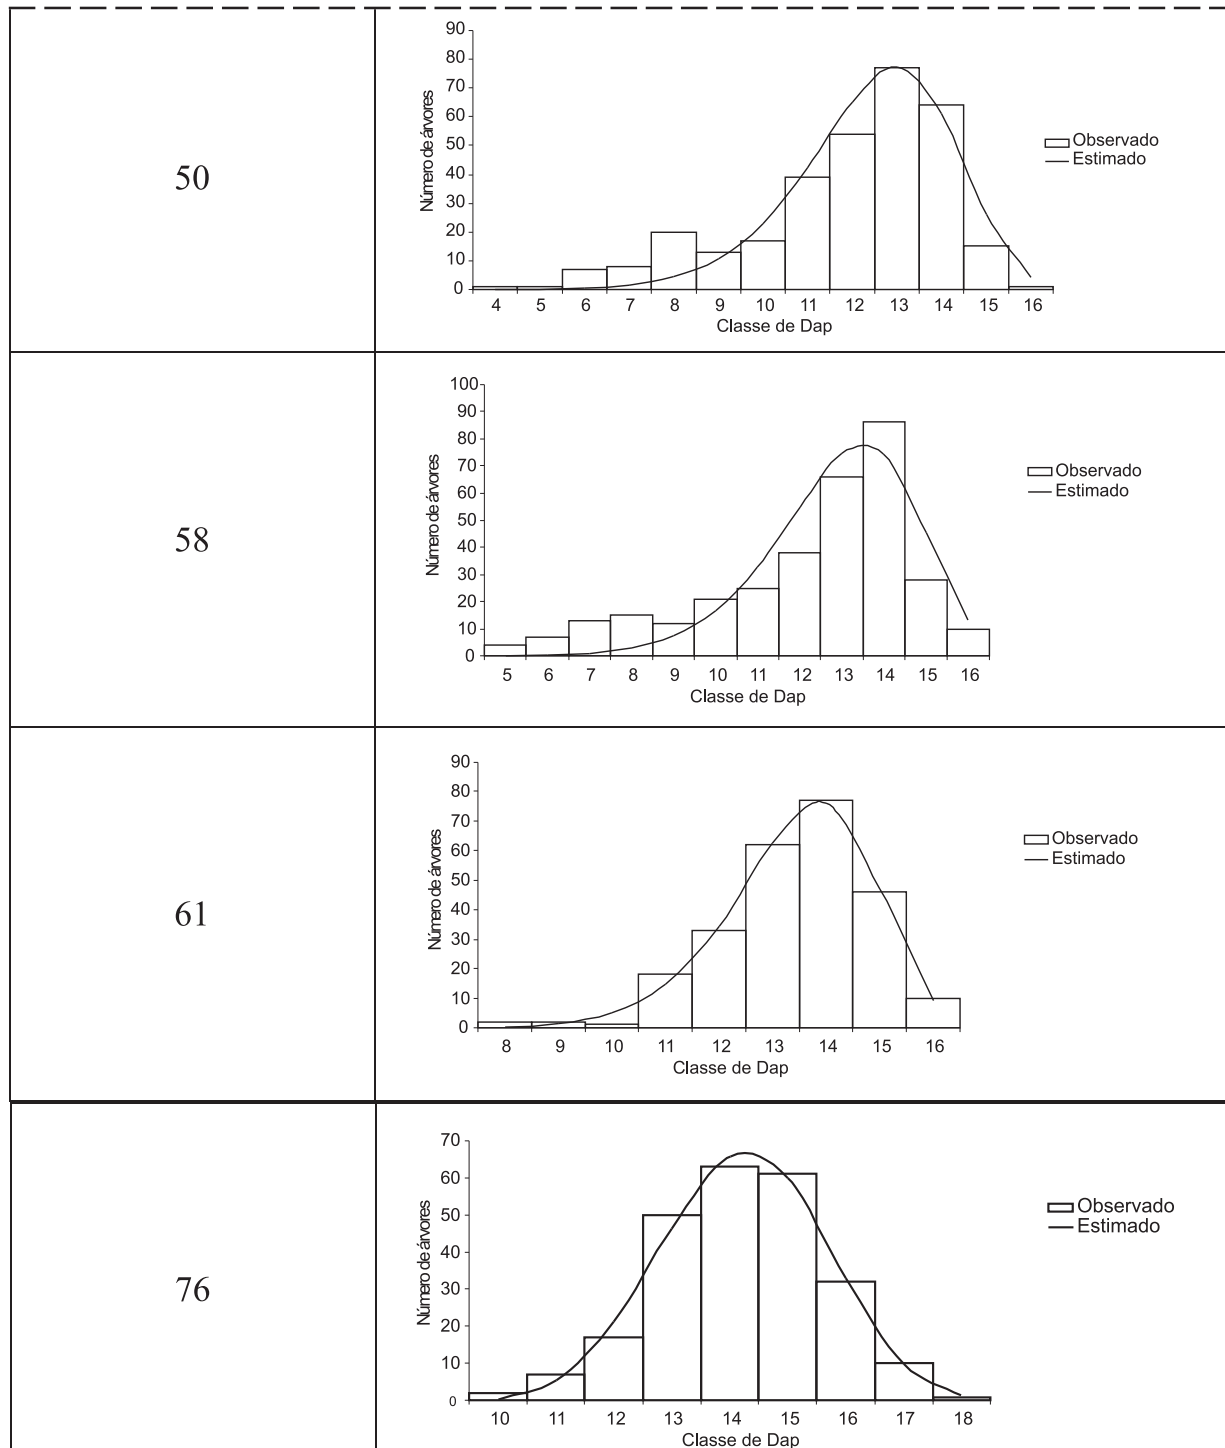 50
90
80
70
60
50
40
30
20
10
0
Número de árvores
4 5 6 7 8 9 10 11 12 13 14 15 16
Classe de Dap
Observado
Estimado
58
100
90
80
70
60
50
40
30
20
10
0
Número de árvores
5 6 7 8 9 10 11 12 13 14 15 16
Classe de Dap
Observado
Estimado
61
90
80
70
60
50
40
30
20
10
0
Número de árvores
8 9 10 11 12 13 14 15 16
Classe de Dap
Observado
Estimado
76
70
60
50
40
30
20
10
0
Número de árvores
10 11 12 13 14 15 16 17 18
Classe de Dap
Observado
Estimado